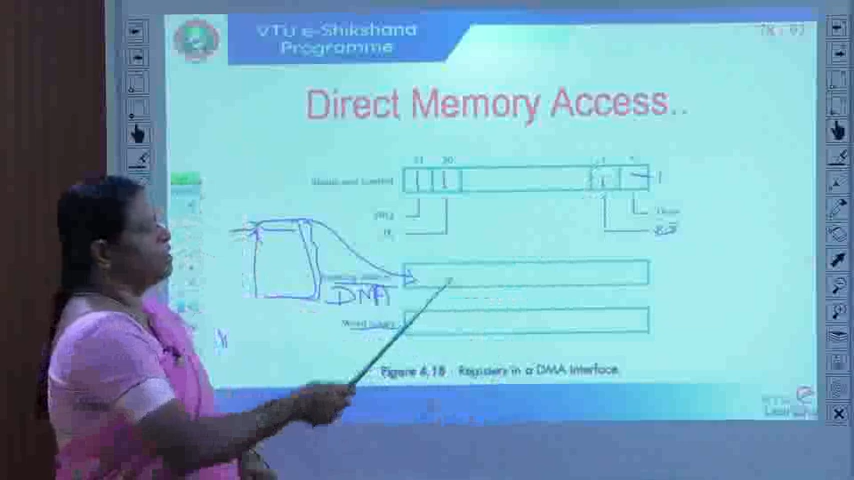 VTU e-Shikshana
Programme
Direct Memory Access..
Status and Control
31
30
1
0
1
IRQ
IE
Done
R/W
Starting address
DMA
Word count
Figure 4.18 Registers in a DMA Interface